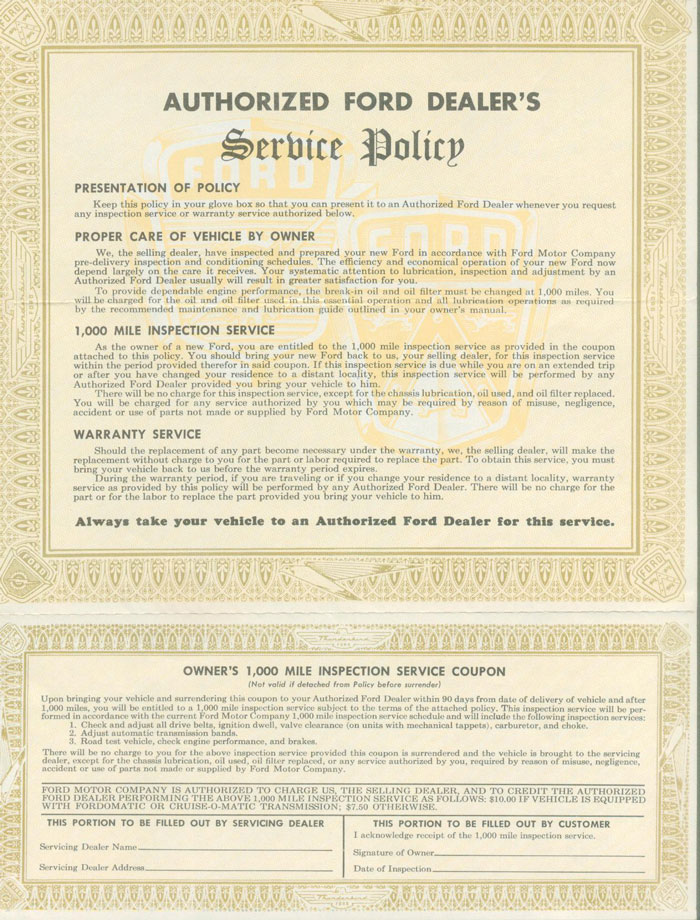 AUTHORIZED FORD DEALER'S
Service Policy
FORD
FORD
PRESENTATION OF POLICY
Keep this policy in your glove box so that you can present it to an Authorized Ford Dealer whenever you request
any inspection service or warranty service authorized below.
PROPER CARE OF VEHICLE BY OWNER
We, the selling dealer, have inspected and prepared your new Ford in accordance with Ford Motor Company
pre-delivery inspection and conditioning schedules. The efficiency and economical operation of your new Ford now
depend largely on the care it receives. Your systematic attention to lubrication, inspection and adjustment by an
Authorized Ford Dealer usually will result in greater satisfaction for you.
To provide dependable engine performance, the break-in oil and oil filter must be changed at 1,000 miles. You
will be charged for the oil and oil filter used in this essential operation and all lubrication operations as required
by the recommended maintenance and lubrication guide outlined in your owner's manual.
1,000 MILE INSPECTION SERVICE
As the owner of a new Ford, you are entitled to the 1,000 mile inspection service as provided in the coupon
attached to this policy. You should bring your new Ford back to us, your selling dealer, for this inspection service
within the period provided therefor in said coupon. If this inspection service is due while you are on an extended trip
or after you have changed your residence to a distant locality, this inspection service will be performed by any
Authorized Ford Dealer provided you bring your vehicle to him.
There will be no charge for this inspection service, except for the chassis lubrication, oil used, and oil filter replaced.
You will be charged for any service authorized by you which may be required by reason of misuse, negligence,
accident or use of parts not made or supplied by Ford Motor Company.
WARRANTY SERVICE
Should the replacement of any part become necessary under the warranty, we, the selling dealer, will make the
replacement without charge to you for the part or labor required to replace the part. To obtain this service, you must
bring your vehicle back to us before the warranty period expires.
During the warranty period, if you are traveling or if you change your residence to a distant locality, warranty
service as provided by this policy will be performed by any Authorized Ford Dealer. There will be no charge for the
part or for the labor to replace the part provided you bring your vehicle to him.
Always take your vehicle to an Authorized Ford Dealer for this service.
FORD
FORD
Thunderbird
OWNER'S 1,000 MILE INSPECTION SERVICE COUPON
(Not valid if detached from Policy before surrender)
Upon bringing your vehicle and surrendering this coupon to your Authorized Ford Dealer within 90 days from date of delivery of vehicle and after
1,000 miles, you will be entitled to a 1,000 mile inspection service subject to the terms of the attached policy. This inspection service will be per-
formed in accordance with the current Ford Motor Company 1,000 mile inspection service schedule and will include the following inspection services:
1. Check and adjust all drive belts, ignition dwell, valve clearance (on units with mechanical tappets), carburetor, and choke.
2. Adjust automatic transmission bands.
3. Road test vehicle, check engine performance, and brakes.
There will be no charge to you for the above inspection service provided this coupon is surrendered and the vehicle is brought to the servicing
dealer, except for the chassis lubrication, oil used, oil filter replaced, or any service authorized by you, required by reason of misuse, negligence,
accident or use of parts not made or supplied by Ford Motor Company.
FORD MOTOR COMPANY IS AUTHORIZED TO CHARGE US, THE SELLING DEALER, AND TO CREDIT THE AUTHORIZED
FORD DEALER PERFORMING THE ABOVE 1,000 MILE INSPECTION SERVICE AS FOLLOWS: $10.00 IF VEHICLE IS EQUIPPED
WITH FORDOMATIC OR CRUISE-O-MATIC TRANSMISSION; $7.50 OTHERWISE.
THIS PORTION TO BE FILLED OUT BY SERVICING DEALER
Servicing Dealer Name
Servicing Dealer Address
THIS PORTION TO BE FILLED OUT BY CUSTOMER
I acknowledge receipt of the 1,000 mile inspection service.
Signature of Owner
Date of Inspection
Thunderbird